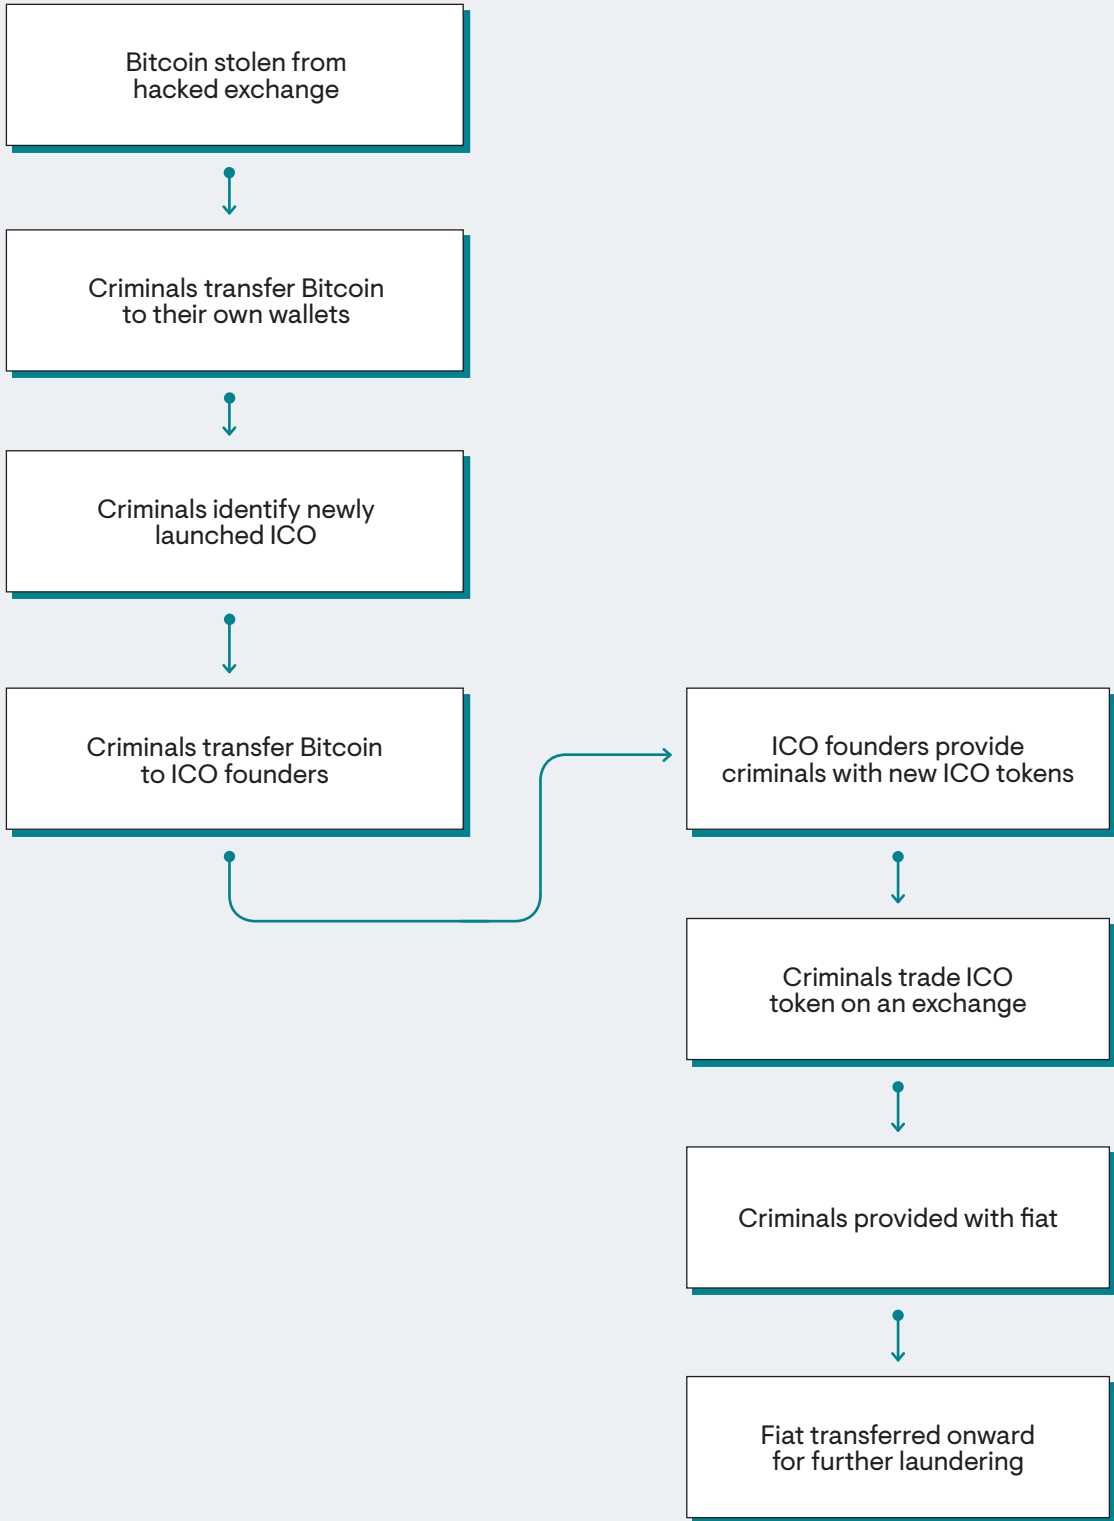 Bitcoin stolen from
hacked exchange
Criminals transfer Bitcoin
to their own wallets
Criminals identify newly
launched ICO
Criminals transfer Bitcoin
to ICO founders
ICO founders provide
criminals with new ICO tokens
Criminals trade ICO
token on an exchange
Criminals provided with fiat
Fiat transferred onward
for further laundering